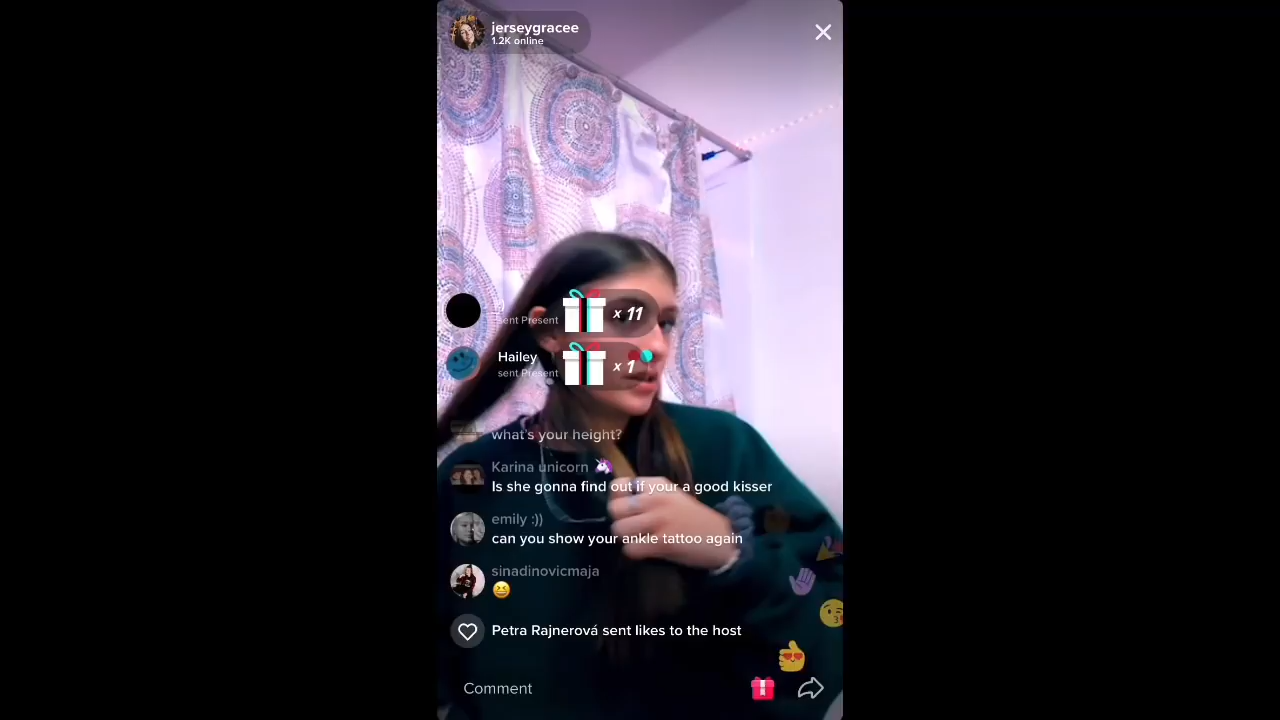 jerseygracee
1.2K online
sent Present
x 11
Hailey
sent Present
x 1
what's your height?
Karina unicorn 🦄
Is she gonna find out if your a good kisser
emily :))
can you show your ankle tattoo again
sinadinovicmaja
😆
Petra Rajnerová sent likes to the host
Comment